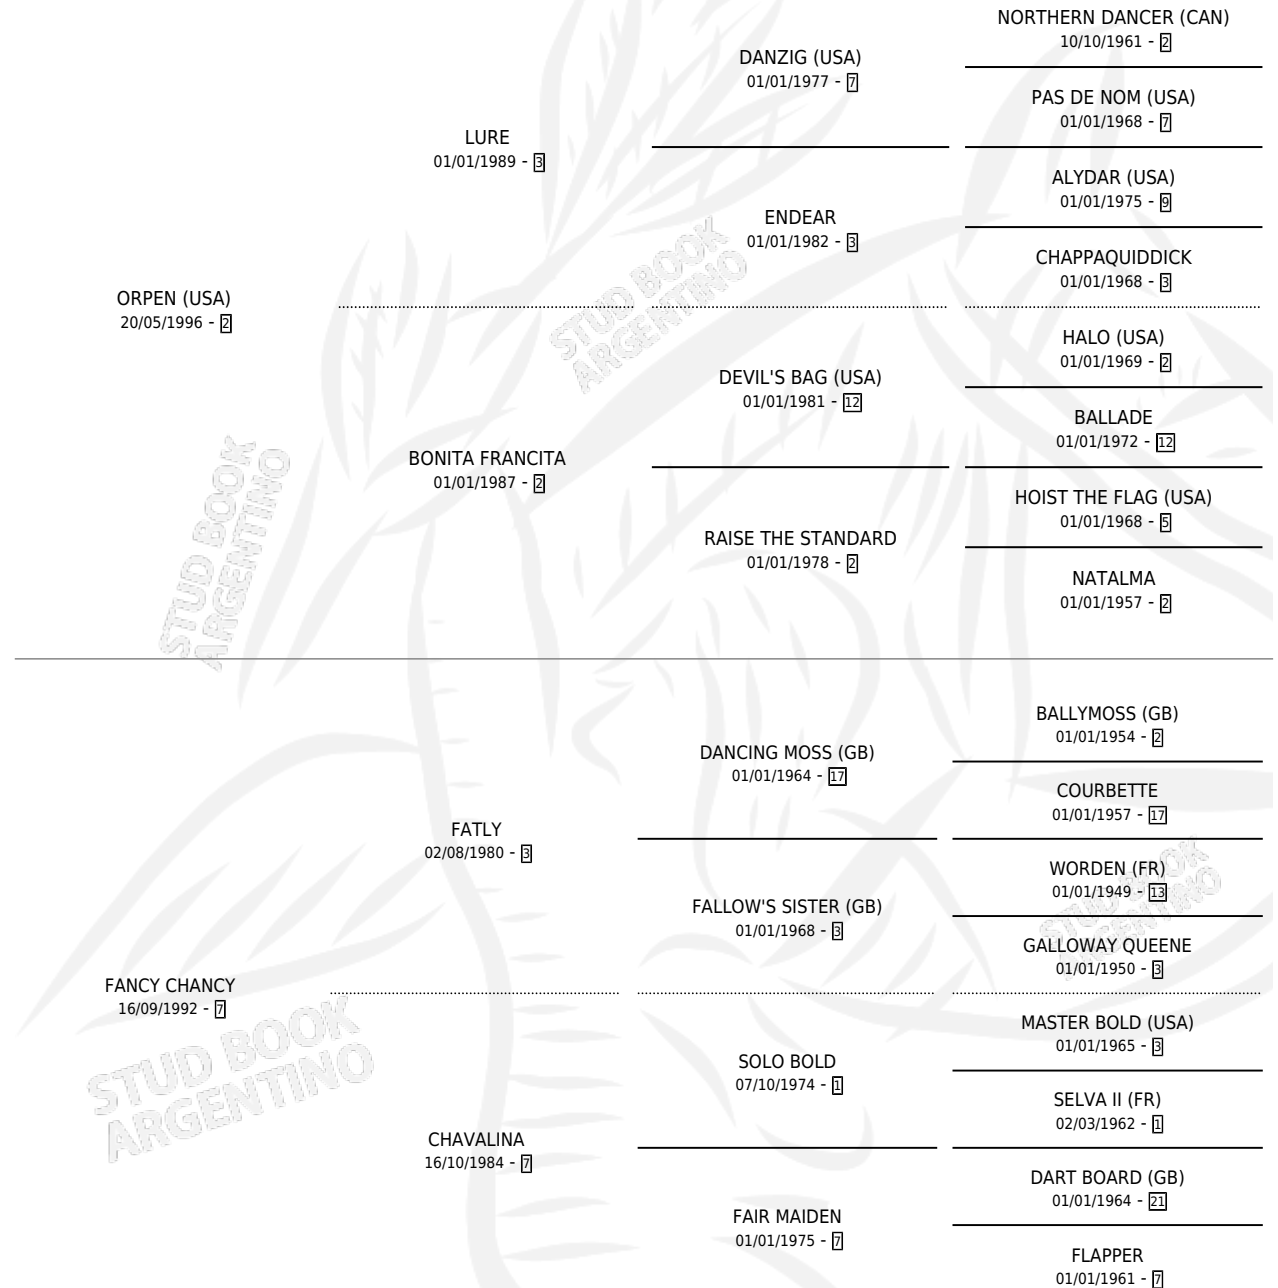 NORTHERN DANCER (CAN)
10/10/1961 - 2
DANZIG (USA)
01/01/1977 - 7
PAS DE NOM (USA)
01/01/1968 - 7
LURE
01/01/1989 - 3
ALYDAR (USA)
01/01/1975 - 9
ENDEAR
01/01/1982 - 3
CHAPPAQUIDDICK
01/01/1968 - 3
ORPEN (USA)
20/05/1996 - 2
STUD BOOK
ARGENTINO
HALO (USA)
01/01/1969 - 2
DEVIL'S BAG (USA)
01/01/1981 - 12
BALLADE
01/01/1972 - 12
BONITA FRANCITA
01/01/1987 - 2
HOIST THE FLAG (USA)
01/01/1968 - 5
RAISE THE STANDARD
01/01/1978 - 2
NATALMA
01/01/1957 - 2
STUD BOOK
ARGENTINO
BALLYMOSS (GB)
01/01/1954 - 2
DANCING MOSS (GB)
01/01/1964 - 17
COURBETTE
01/01/1957 - 17
FATLY
02/08/1980 - 3
WORDEN (FR)
01/01/1949 - 13
FALLOW'S SISTER (GB)
01/01/1968 - 3
GALLOWAY QUEENE
01/01/1950 - 3
STUD BOOK
ARGENTINO
FANCY CHANCY
16/09/1992 - 7
MASTER BOLD (USA)
01/01/1965 - 3
SOLO BOLD
07/10/1974 - 1
SELVA II (FR)
02/03/1962 - 1
STUD BOOK
ARGENTINO
CHAVALINA
16/10/1984 - 7
DART BOARD (GB)
01/01/1964 - 21
FAIR MAIDEN
01/01/1975 - 7
FLAPPER
01/01/1961 - 7